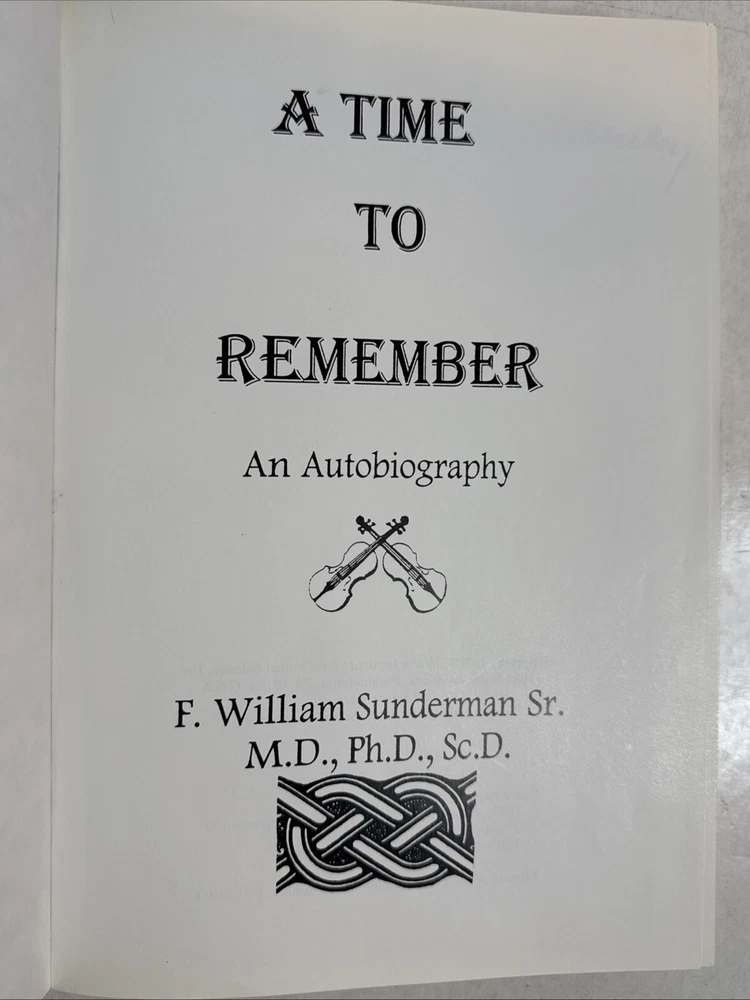 A TIME
TO
REMEMBER
An Autobiography
F. William Sunderman Sr.
M.D., Ph.D., Sc.D.